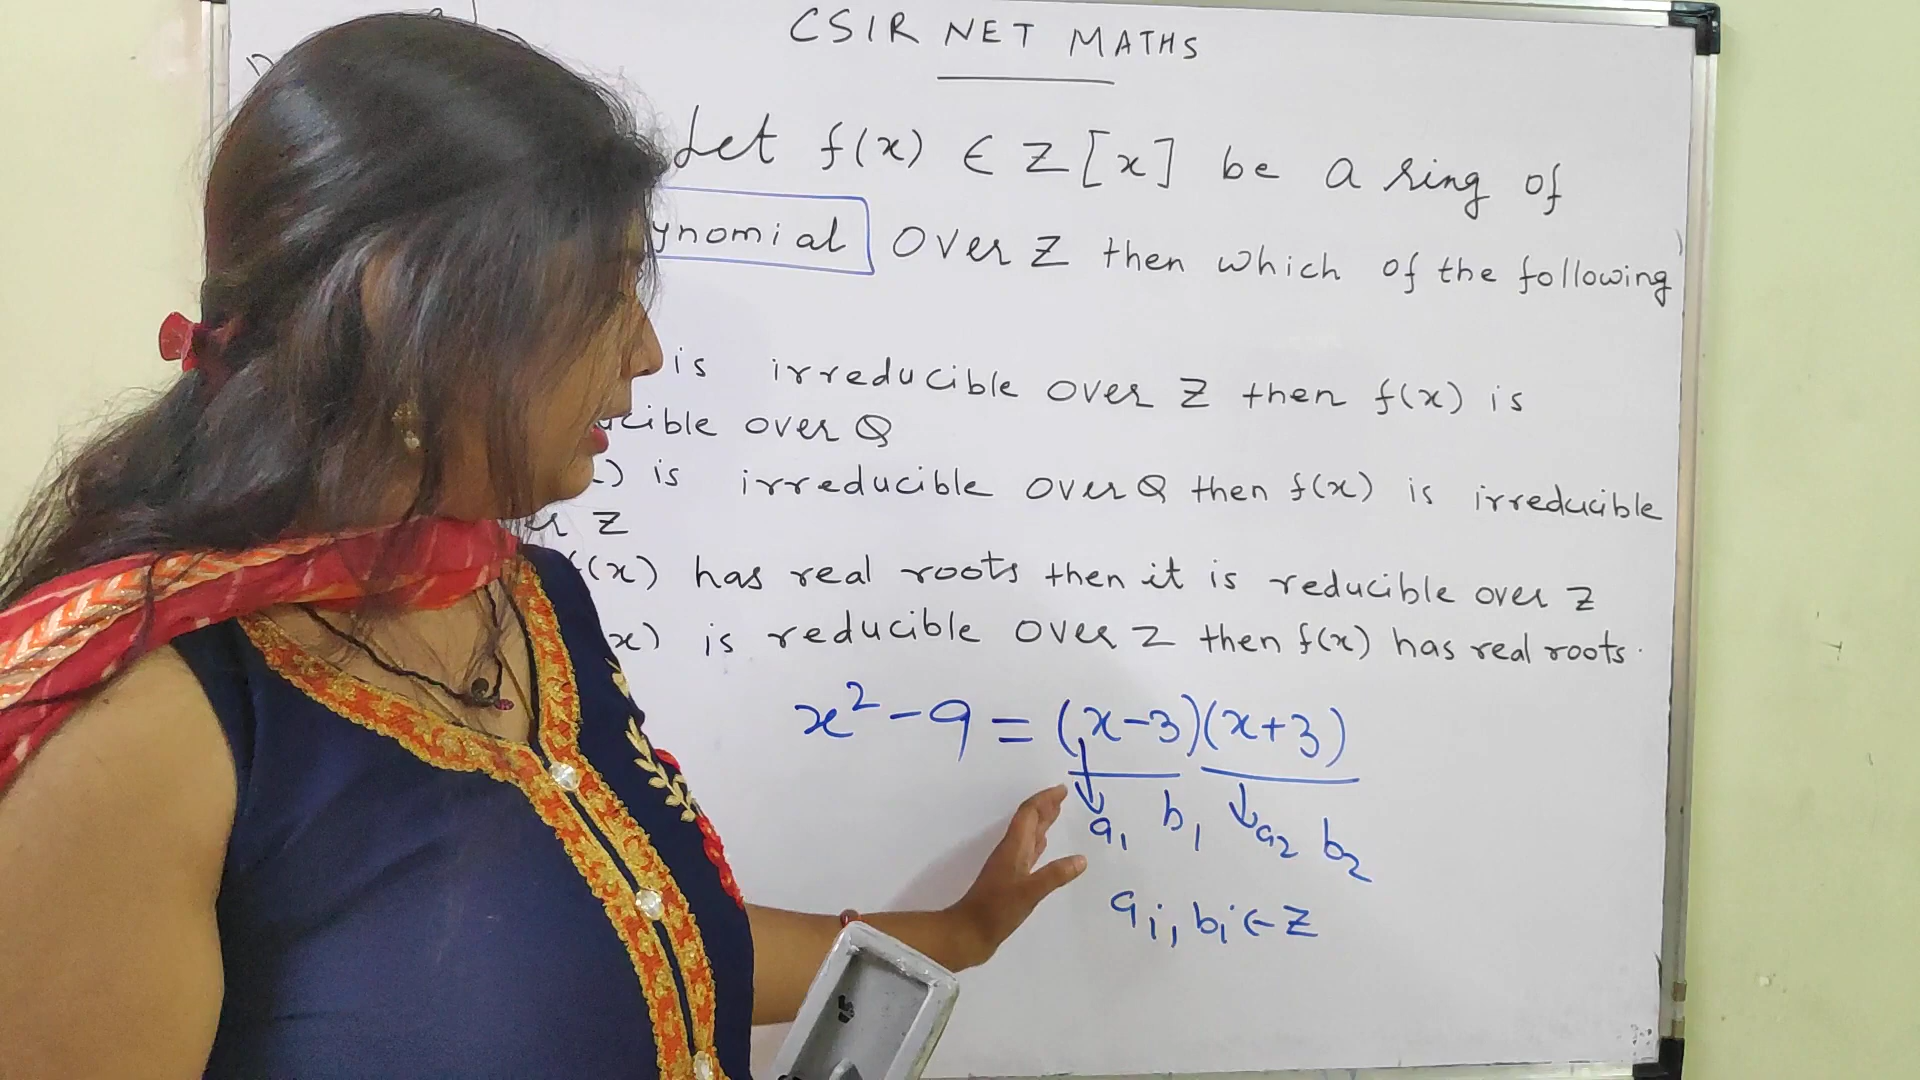 CSIR NET MATHS
Let f(x) ∈ Z[x] be a ring of
ynomial over Z then which of the following
is irreducible over Z then f(x) is
ucible over Q
) is irreducible over Q then f(x) is irreducible
Z
f(x) has real roots then it is reducible over Z
x) is reducible over Z then f(x) has real roots.
x² - 9 = (x-3)(x+3)
a₁ b₁ a₂ b₂
aᵢ, bᵢ ∈ Z